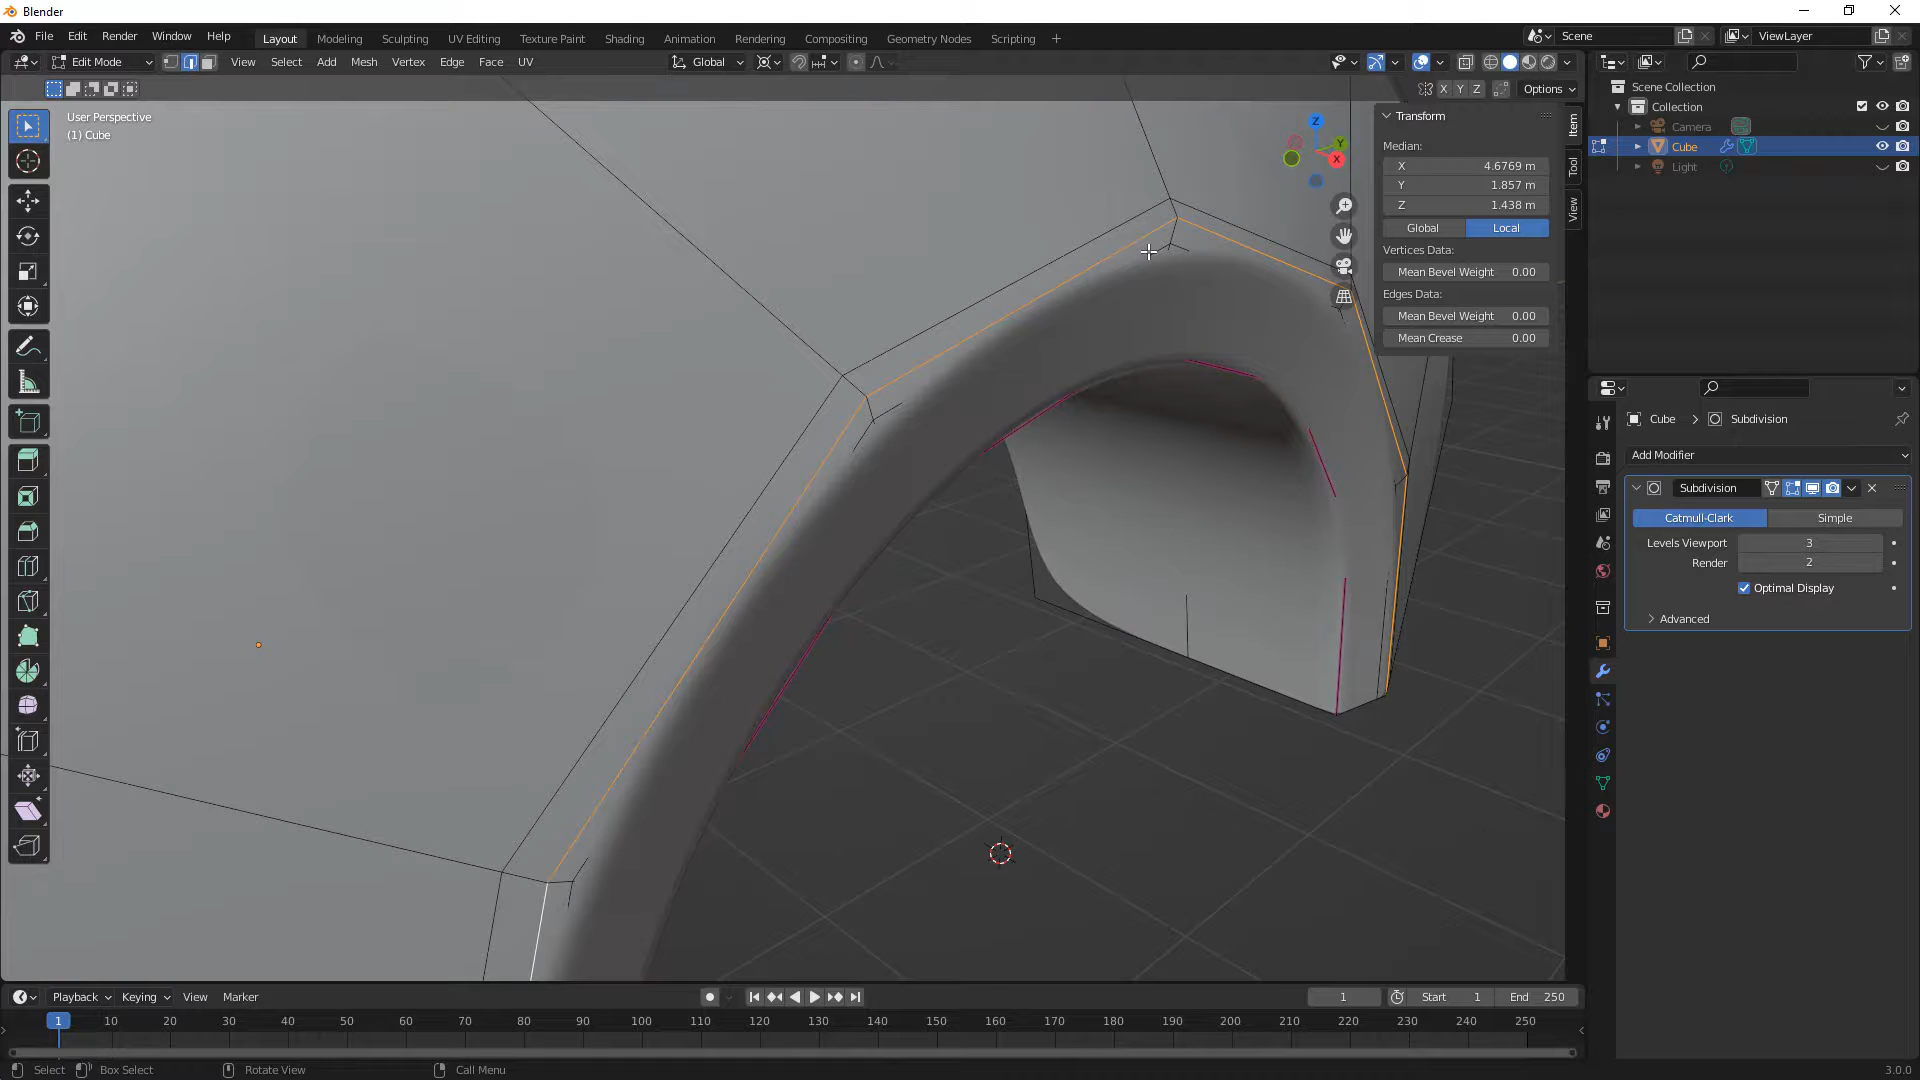 Blender
File Edit Render Window Help
Layout Modeling Sculpting UV Editing Texture Paint Shading Animation Rendering Compositing Geometry Nodes Scripting +
Scene
ViewLayer
Edit Mode View Select Add Mesh Vertex Edge Face UV
Global
X Y Z Options
User Perspective
(1) Cube
Z
Y
X
Transform
Median:
X 4.6769 m
Y 1.857 m
Z 1.438 m
Global Local
Vertices Data:
Mean Bevel Weight 0.00
Edges Data:
Mean Bevel Weight 0.00
Mean Crease 0.00
Item
Tool
View
Scene Collection
Collection
Camera
Cube
Light
Cube > Subdivision
Add Modifier
Subdivision
Catmull-Clark Simple
Levels Viewport 3
Render 2
Optimal Display
Advanced
Playback Keying View Marker
1 Start 1 End 250
1 10 20 30 40 50 60 70 80 90 100 110 120 130 140 150 160 170 180 190 200 210 220 230 240 250
Select Box Select Rotate View Call Menu
3.0.0